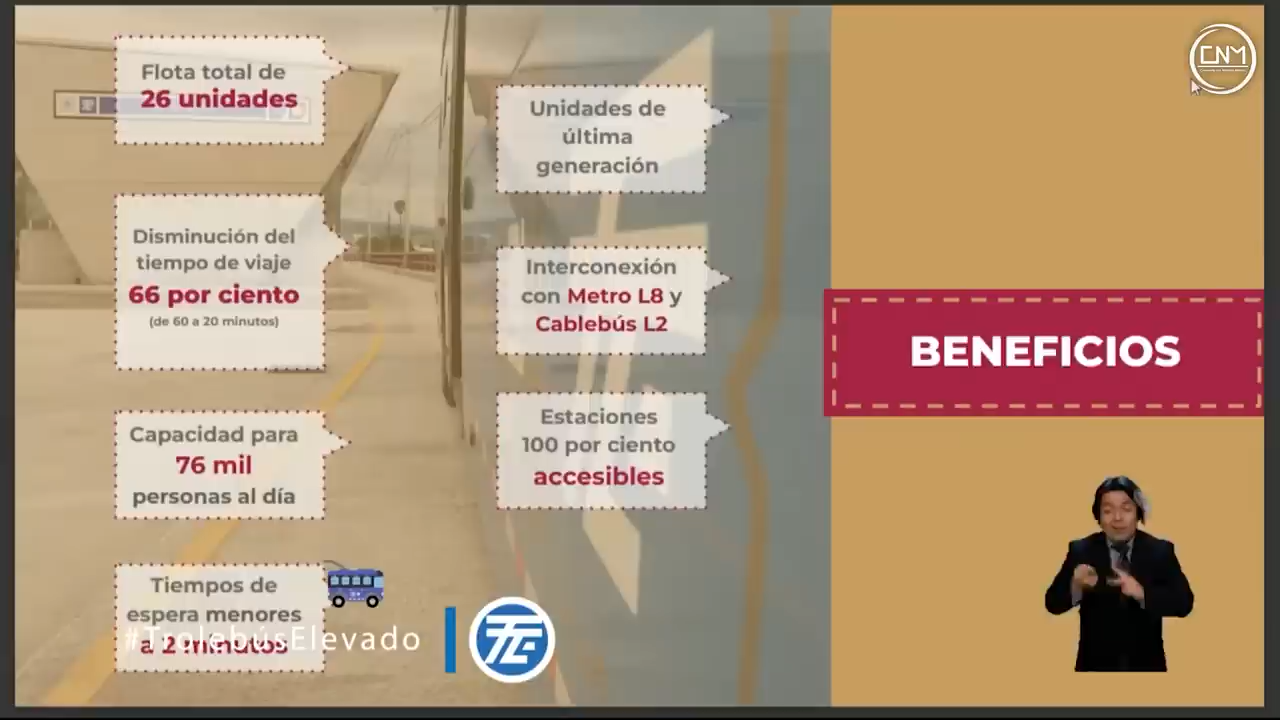 Flota total de
26 unidades
Disminución del
tiempo de viaje
66 por ciento
(de 60 a 20 minutos)
Capacidad para
76 mil
personas al día
Tiempos de
espera menores
a 2 minutos
#TrolebúsElevado
Unidades de
última
generación
Interconexión
con Metro L8 y
Cablebús L2
Estaciones
100 por ciento
accesibles
BENEFICIOS
CNM